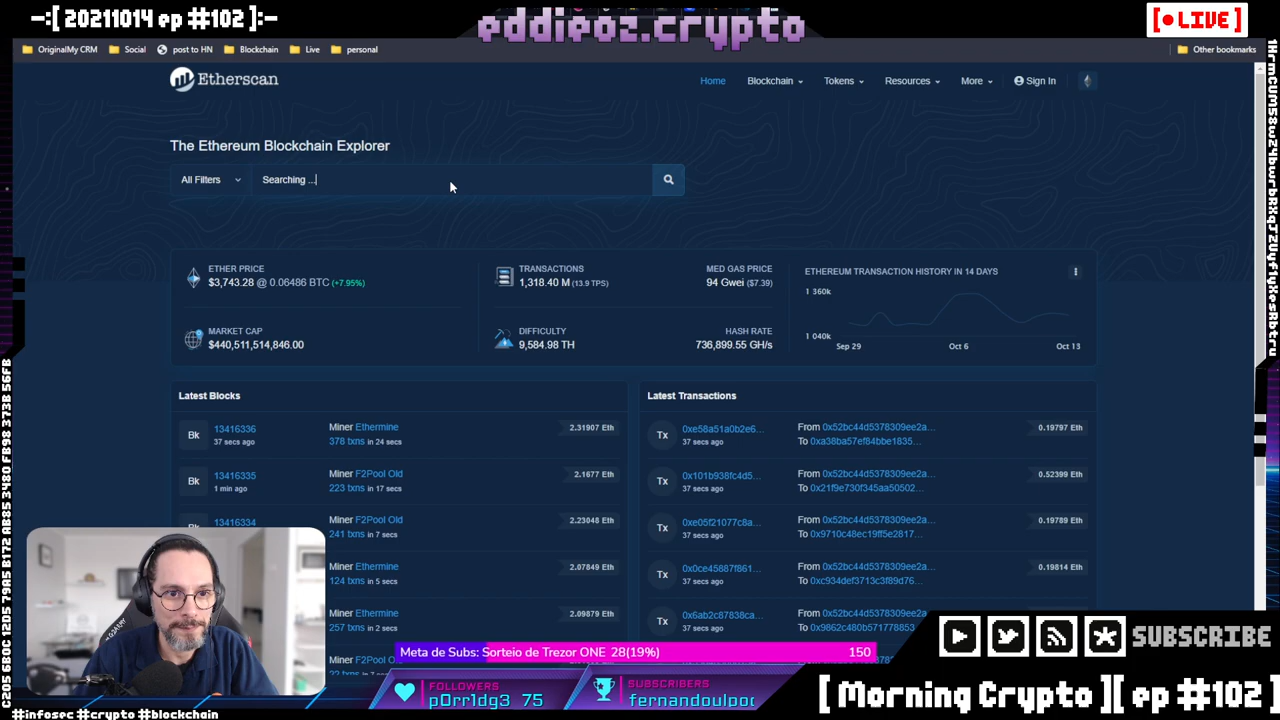 -:[ 20211014 ep #102 ]:-
eddieoz.crypto
[● LIVE ]
OriginalMy CRM
Social
post to HN
Blockchain
Live
personal
Other bookmarks
Etherscan
Home
Blockchain
Tokens
Resources
More
Sign In
The Ethereum Blockchain Explorer
All Filters
Searching ...
ETHER PRICE
$3,743.28 @ 0.06486 BTC (+7.95%)
MARKET CAP
$440,511,514,846.00
TRANSACTIONS
1,318.40 M (13.9 TPS)
MED GAS PRICE
94 Gwei ($7.39)
DIFFICULTY
9,584.98 TH
HASH RATE
736,899.55 GH/s
ETHEREUM TRANSACTION HISTORY IN 14 DAYS
1 360k
1 040k
Sep 29
Oct 6
Oct 13
Latest Blocks
Bk
13416336
37 secs ago
Miner Ethermine
378 txns in 24 secs
2.31907 Eth
Bk
13416335
1 min ago
Miner F2Pool Old
223 txns in 17 secs
2.1677 Eth
Bk
13416334
Miner F2Pool Old
241 txns in 7 secs
2.23048 Eth
Miner Ethermine
124 txns in 5 secs
2.07849 Eth
Miner Ethermine
257 txns in 2 secs
2.09879 Eth
Latest Transactions
Tx
0xe58a51a0b2e6...
37 secs ago
From 0x52bc44d5378309ee2a...
To 0xa38ba57ef84bbe1835...
0.19797 Eth
Tx
0x101b938fc4d5...
37 secs ago
From 0x52bc44d5378309ee2a...
To 0x21f9e730f345aa50502...
0.52399 Eth
Tx
0xe05f21077c8a...
37 secs ago
From 0x52bc44d5378309ee2a...
To 0x9710c48ec19ff5e2817...
0.19789 Eth
Tx
0x0ce45887f861...
37 secs ago
From 0x52bc44d5378309ee2a...
To 0xc934def3713c3f89d76...
0.19814 Eth
Tx
0x6ab2c87838ca...
37 secs ago
From 0x52bc44d5378309ee2a...
To 0x9862c480b571778853
Meta de Subs: Sorteio de Trezor ONE 28(19%)
150
FOLLOWERS
p0rr1dg3 75
SUBSCRIBERS
fernandoulpoc
SUBSCRIBE
[ Morning Crypto ][ ep #102 ]
#infosec #crypto #blockchain